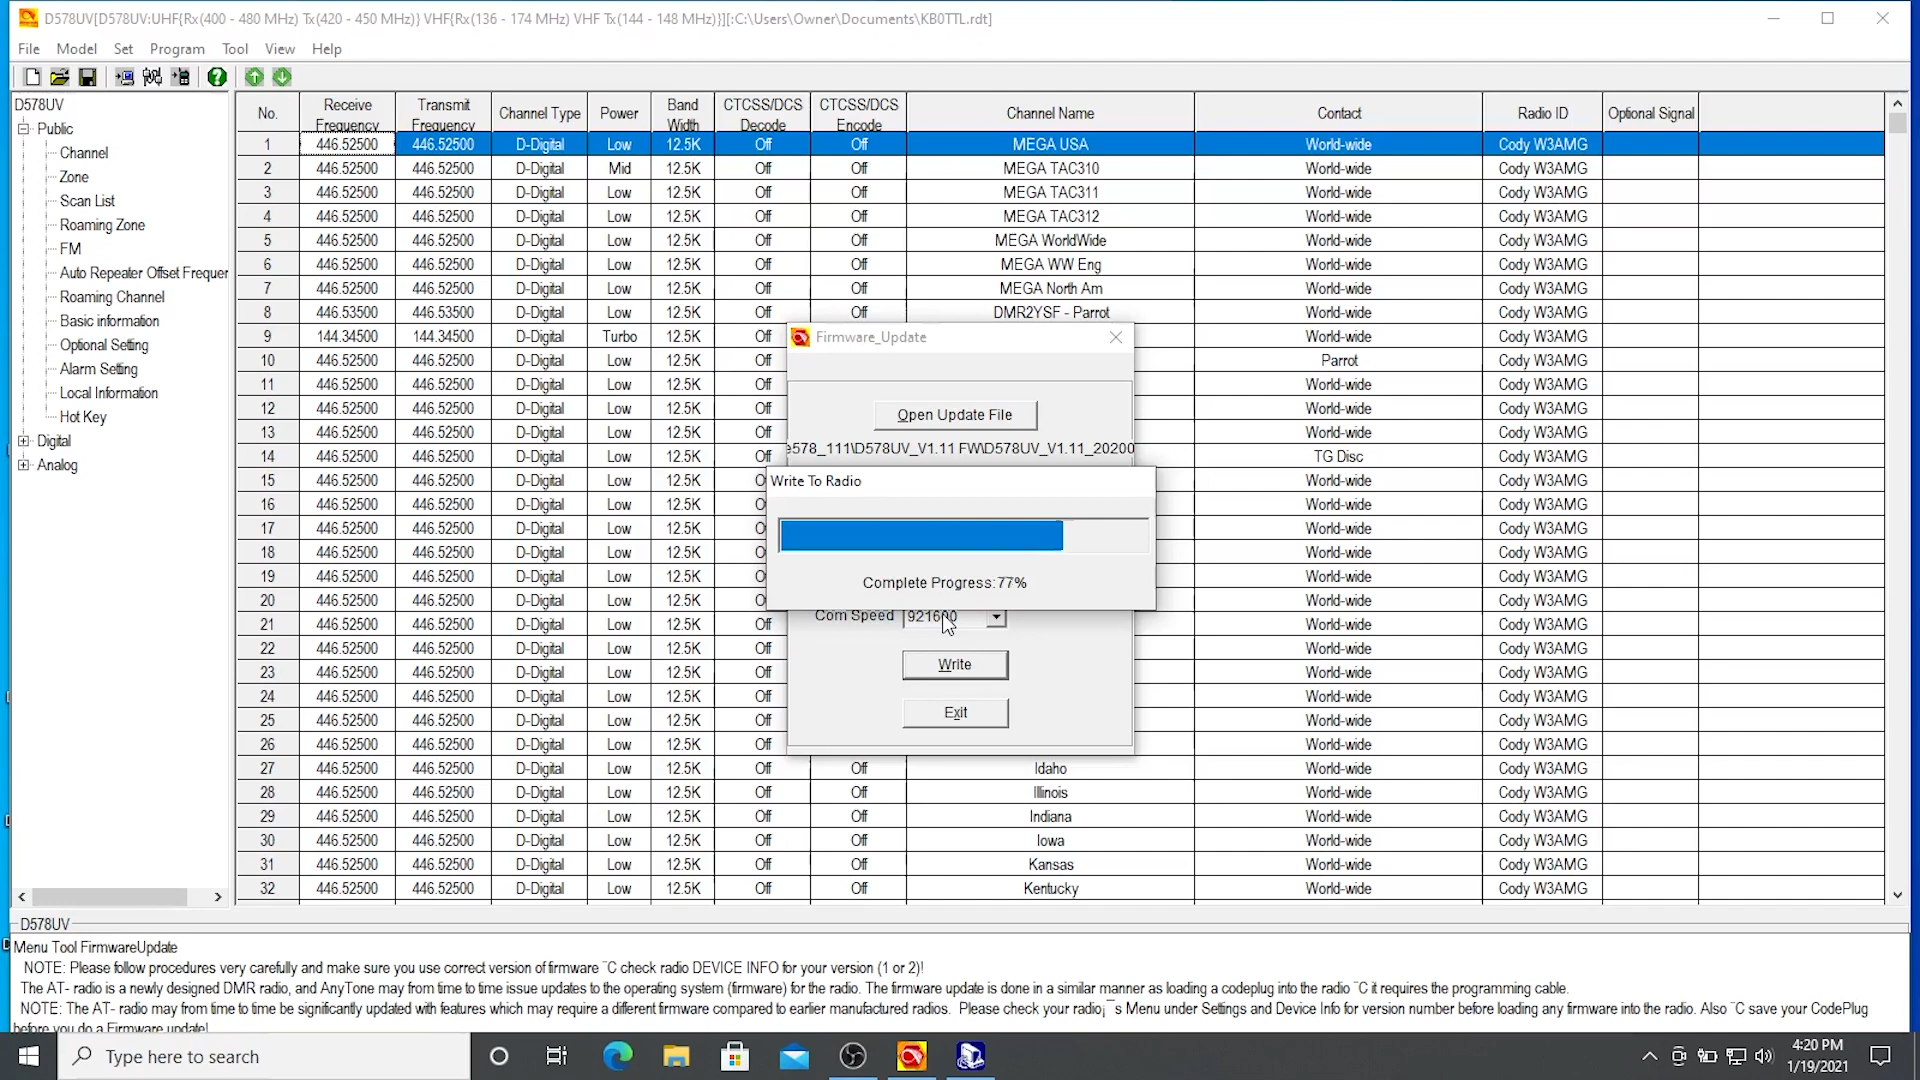 D578UV[D578UV:UHF{Rx(400 - 480 MHz) Tx(420 - 450 MHz)} VHF{Rx(136 - 174 MHz) VHF Tx(144 - 148 MHz)}][:C:\Users\Owner\Documents\KB0TTL.rdt]
File Model Set Program Tool View Help
D578UV
Public
Channel
Zone
Scan List
Roaming Zone
FM
Auto Repeater Offset Frequer
Roaming Channel
Basic information
Optional Setting
Alarm Setting
Local Information
Hot Key
Digital
Analog
No. Receive Frequency Transmit Frequency Channel Type Power Band Width CTCSS/DCS Decode CTCSS/DCS Encode Channel Name Contact Radio ID Optional Signal
1 446.52500 446.52500 D-Digital Low 12.5K Off Off MEGA USA World-wide Cody W3AMG
2 446.52500 446.52500 D-Digital Mid 12.5K Off Off MEGA TAC310 World-wide Cody W3AMG
3 446.52500 446.52500 D-Digital Low 12.5K Off Off MEGA TAC311 World-wide Cody W3AMG
4 446.52500 446.52500 D-Digital Low 12.5K Off Off MEGA TAC312 World-wide Cody W3AMG
5 446.52500 446.52500 D-Digital Low 12.5K Off Off MEGA WorldWide World-wide Cody W3AMG
6 446.52500 446.52500 D-Digital Low 12.5K Off Off MEGA WW Eng World-wide Cody W3AMG
7 446.52500 446.52500 D-Digital Low 12.5K Off Off MEGA North Am World-wide Cody W3AMG
8 446.53500 446.53500 D-Digital Low 12.5K Off Off DMR2YSF - Parrot World-wide Cody W3AMG
9 144.34500 144.34500 D-Digital Turbo 12.5K Off World-wide Cody W3AMG
10 446.52500 446.52500 D-Digital Low 12.5K Off Parrot Cody W3AMG
11 446.52500 446.52500 D-Digital Low 12.5K Off World-wide Cody W3AMG
12 446.52500 446.52500 D-Digital Low 12.5K Off World-wide Cody W3AMG
13 446.52500 446.52500 D-Digital Low 12.5K Off World-wide Cody W3AMG
14 446.52500 446.52500 D-Digital Low 12.5K Off TG Disc Cody W3AMG
15 446.52500 446.52500 D-Digital Low 12.5K World-wide Cody W3AMG
16 446.52500 446.52500 D-Digital Low 12.5K World-wide Cody W3AMG
17 446.52500 446.52500 D-Digital Low 12.5K World-wide Cody W3AMG
18 446.52500 446.52500 D-Digital Low 12.5K World-wide Cody W3AMG
19 446.52500 446.52500 D-Digital Low 12.5K World-wide Cody W3AMG
20 446.52500 446.52500 D-Digital Low 12.5K World-wide Cody W3AMG
21 446.52500 446.52500 D-Digital Low 12.5K Off World-wide Cody W3AMG
22 446.52500 446.52500 D-Digital Low 12.5K Off World-wide Cody W3AMG
23 446.52500 446.52500 D-Digital Low 12.5K Off World-wide Cody W3AMG
24 446.52500 446.52500 D-Digital Low 12.5K Off World-wide Cody W3AMG
25 446.52500 446.52500 D-Digital Low 12.5K Off World-wide Cody W3AMG
26 446.52500 446.52500 D-Digital Low 12.5K Off World-wide Cody W3AMG
27 446.52500 446.52500 D-Digital Low 12.5K Off Off Idaho World-wide Cody W3AMG
28 446.52500 446.52500 D-Digital Low 12.5K Off Off Illinois World-wide Cody W3AMG
29 446.52500 446.52500 D-Digital Low 12.5K Off Off Indiana World-wide Cody W3AMG
30 446.52500 446.52500 D-Digital Low 12.5K Off Off Iowa World-wide Cody W3AMG
31 446.52500 446.52500 D-Digital Low 12.5K Off Off Kansas World-wide Cody W3AMG
32 446.52500 446.52500 D-Digital Low 12.5K Off Off Kentucky World-wide Cody W3AMG
Firmware_Update
Open Update File
e578_111\D578UV_V1.11 FW\D578UV_V1.11_20200
Write To Radio
Complete Progress:77%
Com Speed 921600
Write
Exit
D578UV
Menu Tool FirmwareUpdate
NOTE: Please follow procedures very carefully and make sure you use correct version of firmware ¨C check radio DEVICE INFO for your version (1 or 2)!
The AT- radio is a newly designed DMR radio, and AnyTone may from time to time issue updates to the operating system (firmware) for the radio. The firmware update is done in a similar manner as loading a codeplug into the radio ¨C it requires the programming cable.
NOTE: The AT- radio may from time to time be significantly updated with features which may require a different firmware compared to earlier manufactured radios. Please check your radio¡¯s Menu under Settings and Device Info for version number before loading any firmware into the radio. Also ¨C save your CodePlug
before you do a Firmware update!
Type here to search
4:20 PM
1/19/2021